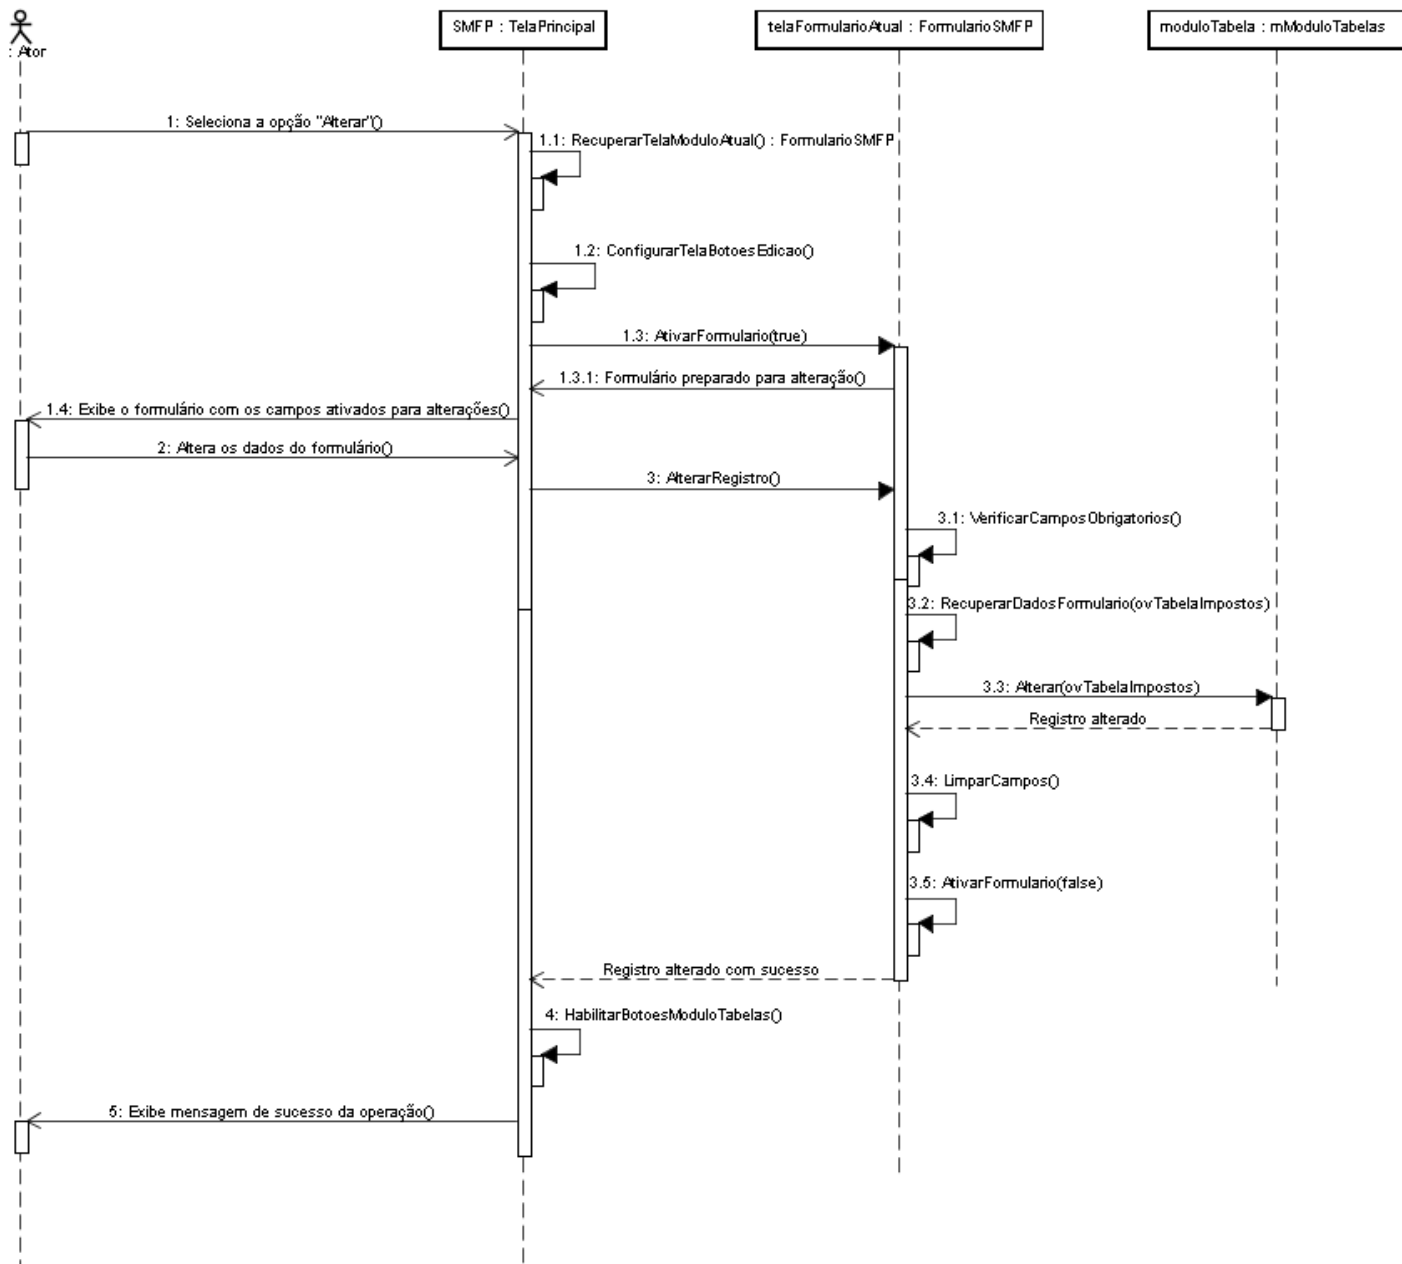 : Ator
SMFP : TelaPrincipal
telaFormularioAtual : FormularioSMFP
moduloTabela : mModuloTabelas
1: Seleciona a opção "Alterar"()
1.1: RecuperarTelaModuloAtual() : FormularioSMFP
1.2: ConfigurarTelaBotoesEdicao()
1.3: AtivarFormulario(true)
1.3.1: Formulário preparado para alteração()
1.4: Exibe o formulário com os campos ativados para alterações()
2: Altera os dados do formulário()
3: AlterarRegistro()
3.1: VerificarCamposObrigatorios()
3.2: RecuperarDadosFormulario(ovTabelaImpostos)
3.3: Alterar(ovTabelaImpostos)
Registro alterado
3.4: LimparCampos()
3.5: AtivarFormulario(false)
Registro alterado com sucesso
4: HabilitarBotoesModuloTabelas()
5: Exibe mensagem de sucesso da operação()